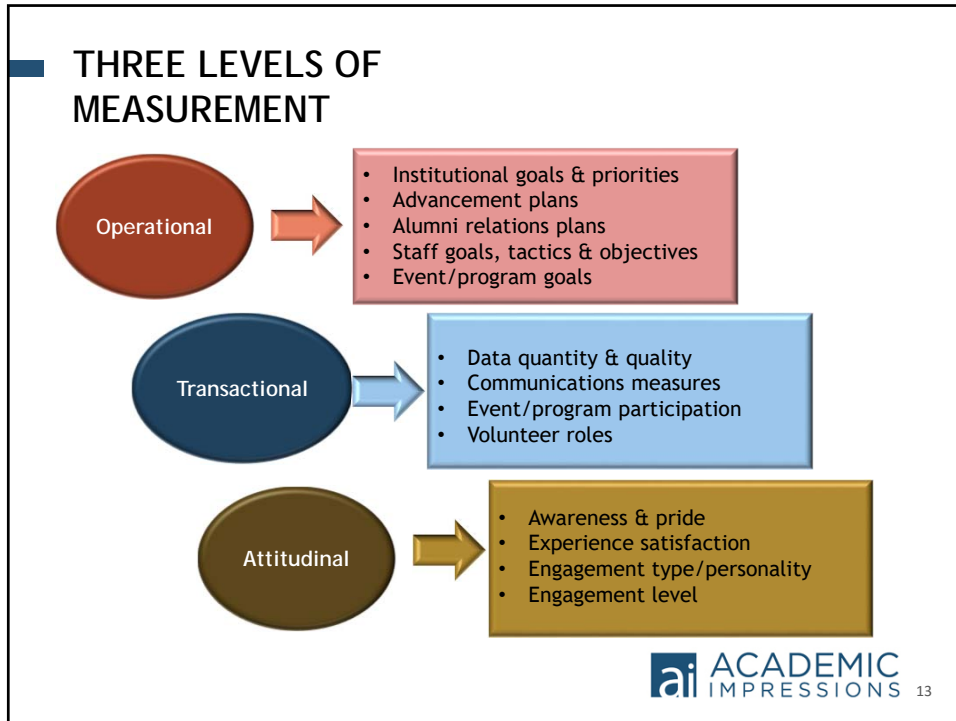 THREE LEVELS OF
MEASUREMENT
Operational
• Institutional goals & priorities
• Advancement plans
• Alumni relations plans
• Staff goals, tactics & objectives
• Event/program goals
Transactional
• Data quantity & quality
• Communications measures
• Event/program participation
• Volunteer roles
Attitudinal
• Awareness & pride
• Experience satisfaction
• Engagement type/personality
• Engagement level
ai ACADEMIC
IMPRESSIONS
13